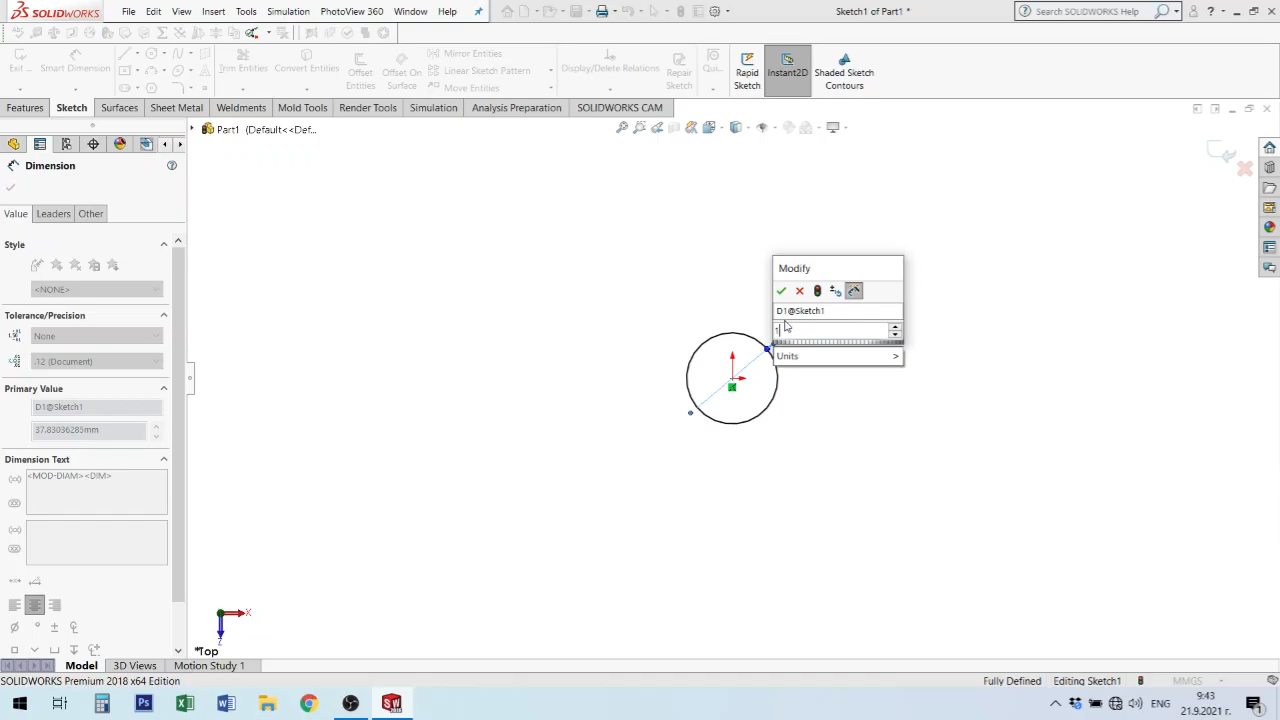 SOLIDWORKS File Edit View Insert Tools Simulation PhotoView 360 Window Help Sketch1 of Part1 * Search SOLIDWORKS Help
Exit ... Smart Dimension Trim Entities Convert Entities Offset Entities Offset On Surface Mirror Entities Linear Sketch Pattern Move Entities Display/Delete Relations Repair Sketch Qui... Rapid Sketch Instant2D Shaded Sketch Contours
Features Sketch Surfaces Sheet Metal Weldments Mold Tools Render Tools Simulation Analysis Preparation SOLIDWORKS CAM
Part1 (Default<<Def...
Dimension
Value Leaders Other
Style
<NONE>
Tolerance/Precision
None
.12 (Document)
Primary Value
D1@Sketch1
37.83036285mm
Dimension Text
<MOD-DIAM><DIM>
Modify
D1@Sketch1
1
Units >
X
Z
*Top
Model 3D Views Motion Study 1
SOLIDWORKS Premium 2018 x64 Edition Fully Defined Editing Sketch1 MMGS
ENG 9:43
21.9.2021 г.